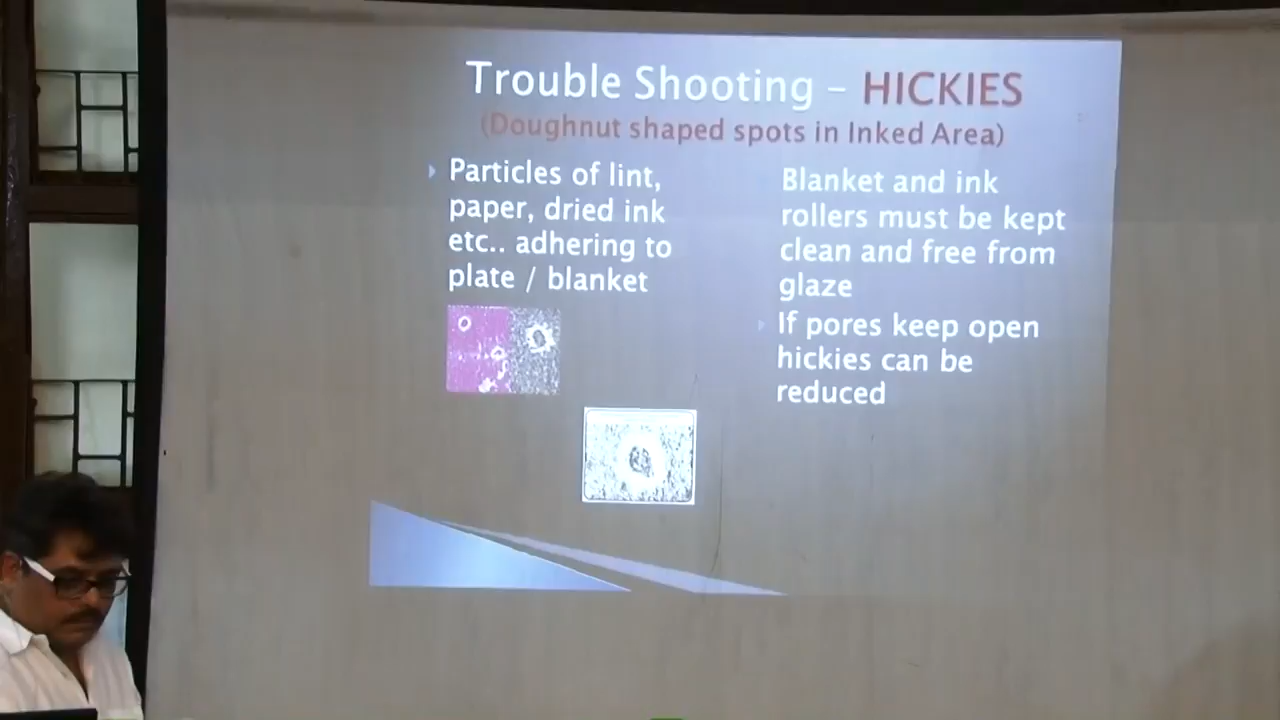 Trouble Shooting – HICKIES
(Doughnut shaped spots in Inked Area)
Particles of lint,
paper, dried ink
etc.. adhering to
plate / blanket
Blanket and ink
rollers must be kept
clean and free from
glaze
If pores keep open
hickies can be
reduced